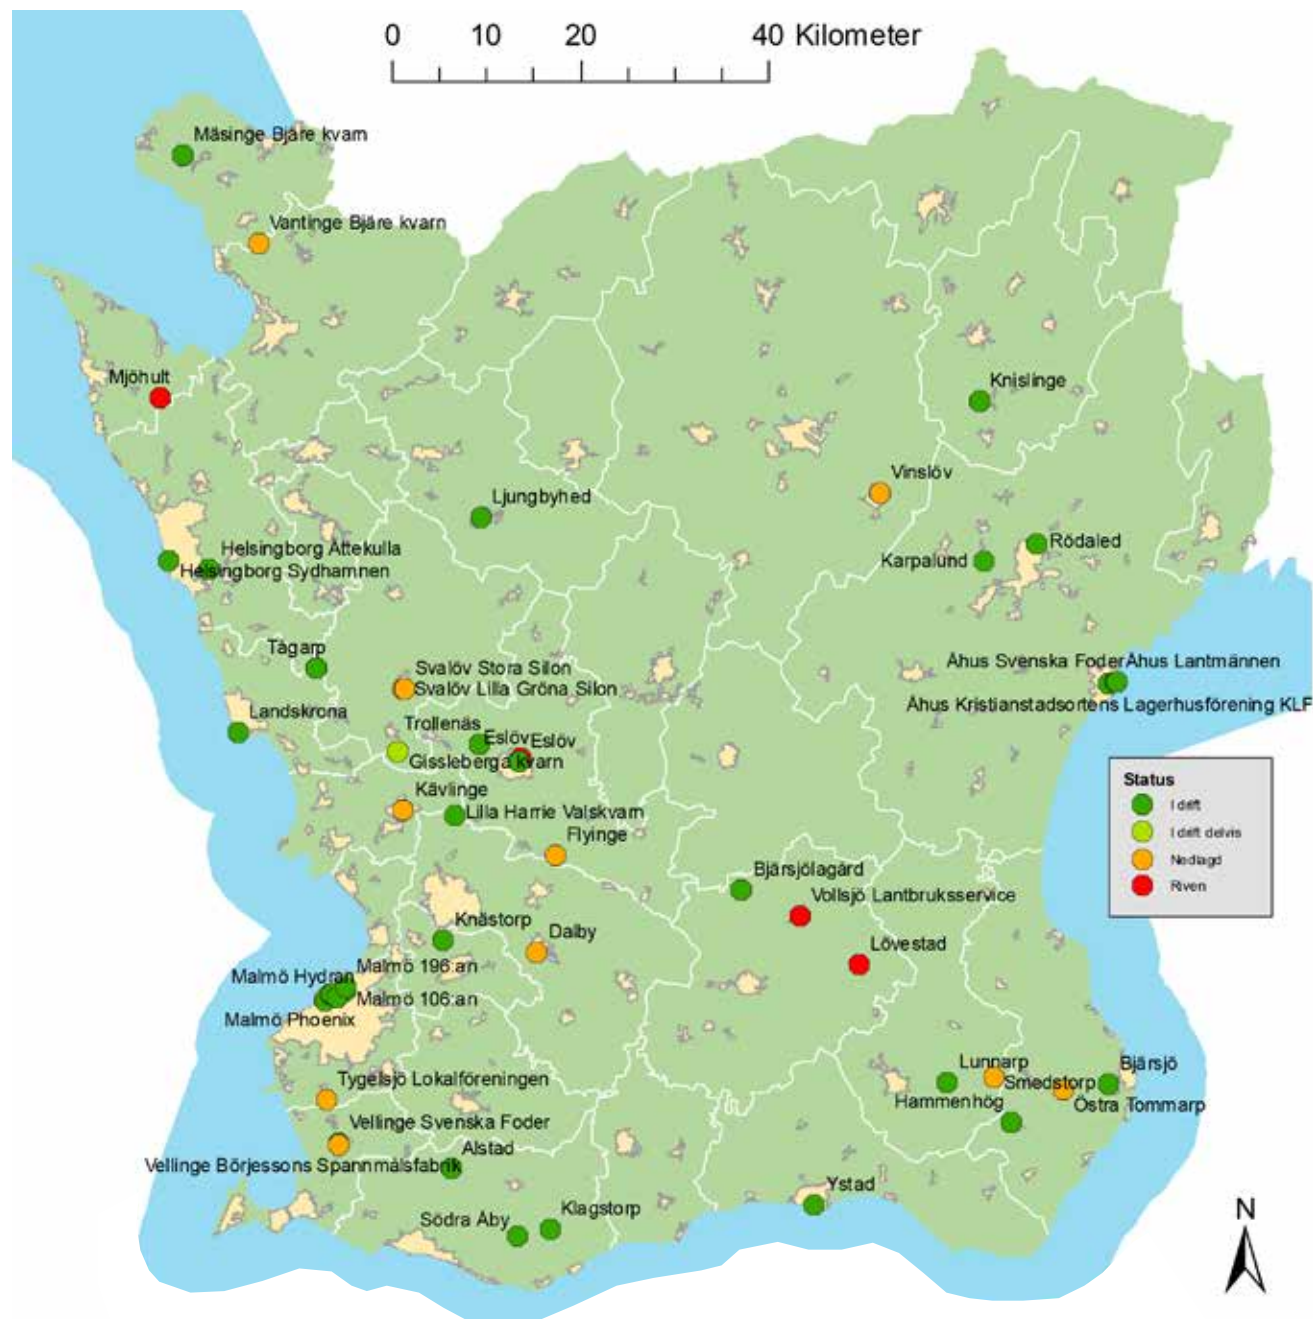 0 10 20 40 Kilometer
Mäsinge Bjäre kvarn
Vantinge Bjäre kvarn
Mjöhult
Knislinge
Vinslöv
Ljungbyhed
Rödaled
Karpalund
Helsingborg Ättekulla
Helsingborg Sydhamnen
Tågarp
Svalöv Stora Silon
Svalöv Lilla Gröna Silon
Åhus Svenska Foder
Åhus Lantmännen
Åhus Kristianstadsortens Lagerhusförening KLF
Landskrona
Trollenäs
Eslöv
Eslöv
Gissleberga kvarn
Kävlinge
Lilla Harrie Valskvarn
Flyinge
Status
I drift
I drift delvis
Nedlagd
Riven
Bjärsjölagård
Vollsjö Lantbruksservice
Lövestad
Knästorp
Dalby
Malmö 196:an
Malmö Hydran
Malmö 106:an
Malmö Phoenix
Tygelsjö Lokalföreningen
Lunnarp
Bjärsjö
Smedstorp
Hammenhög
Östra Tommarp
Vellinge Svenska Foder
Alstad
Vellinge Börjessons Spannmålsfabrik
Ystad
Klagstorp
Södra Åby
N